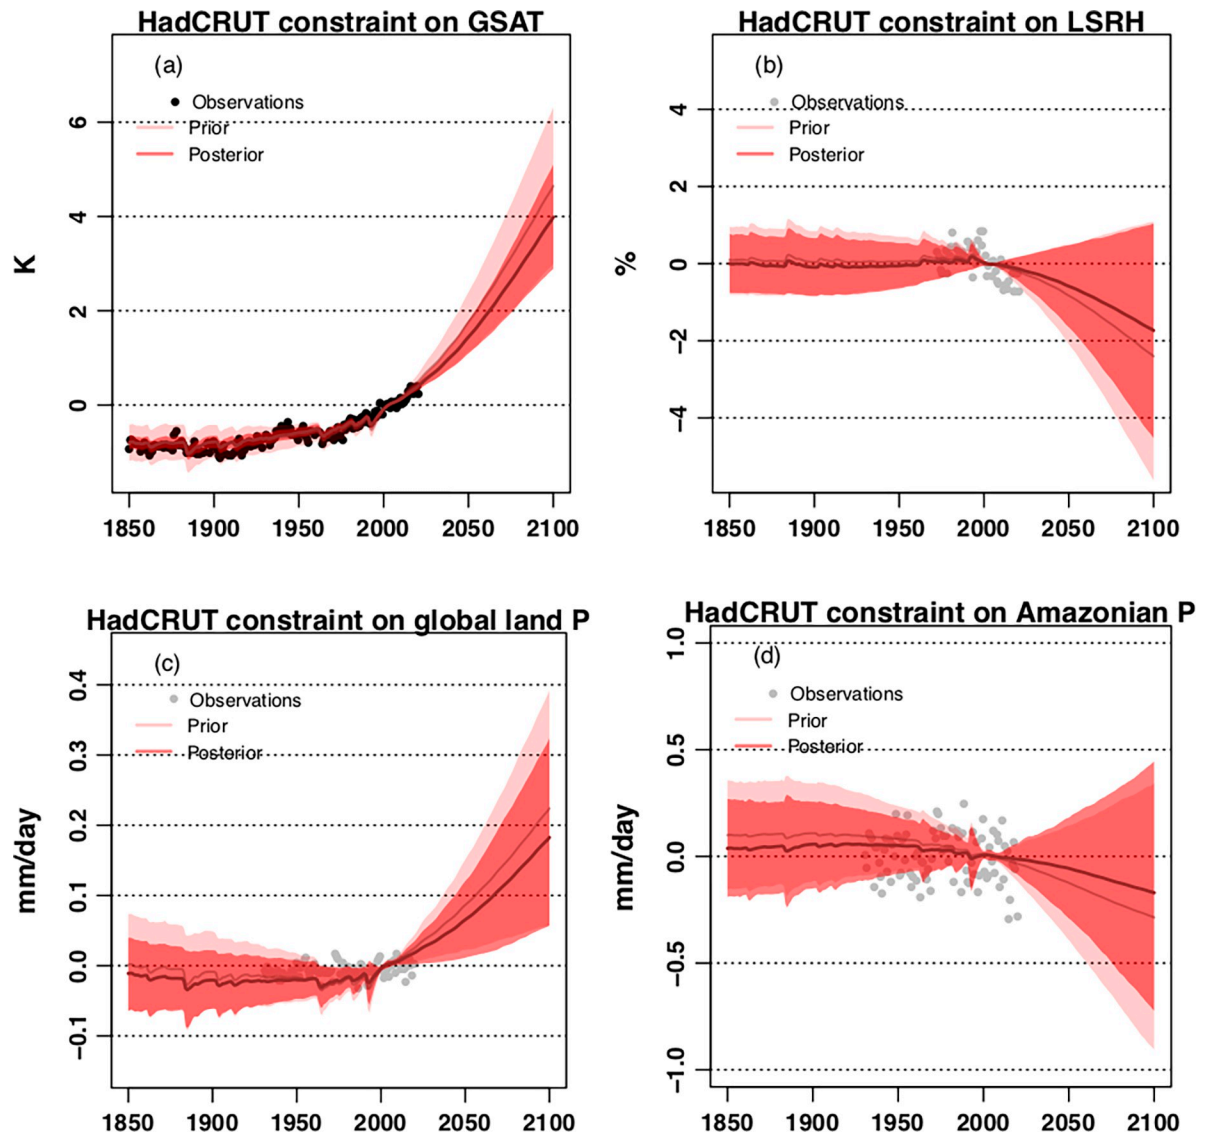 HadCRUT constraint on GSAT
(a)
Observations
Prior
Posterior
K
6
4
2
0
1850 1900 1950 2000 2050 2100
HadCRUT constraint on LSRH
(b)
Observations
Prior
Posterior
%
4
2
0
−2
−4
1850 1900 1950 2000 2050 2100
HadCRUT constraint on global land P
(c)
Observations
Prior
Posterior
mm/day
0.4
0.3
0.2
0.1
0.0
−0.1
1850 1900 1950 2000 2050 2100
HadCRUT constraint on Amazonian P
(d)
Observations
Prior
Posterior
mm/day
1.0
0.5
0.0
−0.5
−1.0
1850 1900 1950 2000 2050 2100